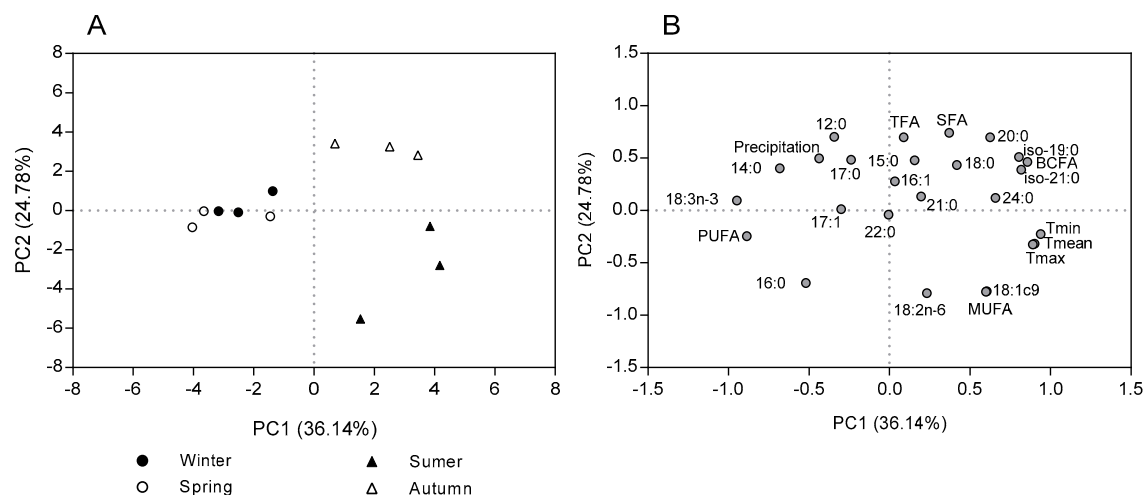 A
8
6
4
2
0
-2
-4
-6
-8
-8
-6
-4
-2
0
2
4
6
8
PC2 (24.78%)
PC1 (36.14%)
Winter
Spring
Sumer
Autumn
B
1.5
1.0
0.5
0.0
-0.5
-1.0
-1.5
-1.5
-1.0
-0.5
0.0
0.5
1.0
1.5
PC2 (24.78%)
PC1 (36.14%)
12:0
TFA
SFA
20:0
Precipitation
iso-19:0
14:0
17:0
15:0
18:0
BCFA
16:1
iso-21:0
18:3n-3
21:0
24:0
17:1
22:0
Tmin
PUFA
Tmean
Tmax
16:0
18:2n-6
18:1c9
MUFA